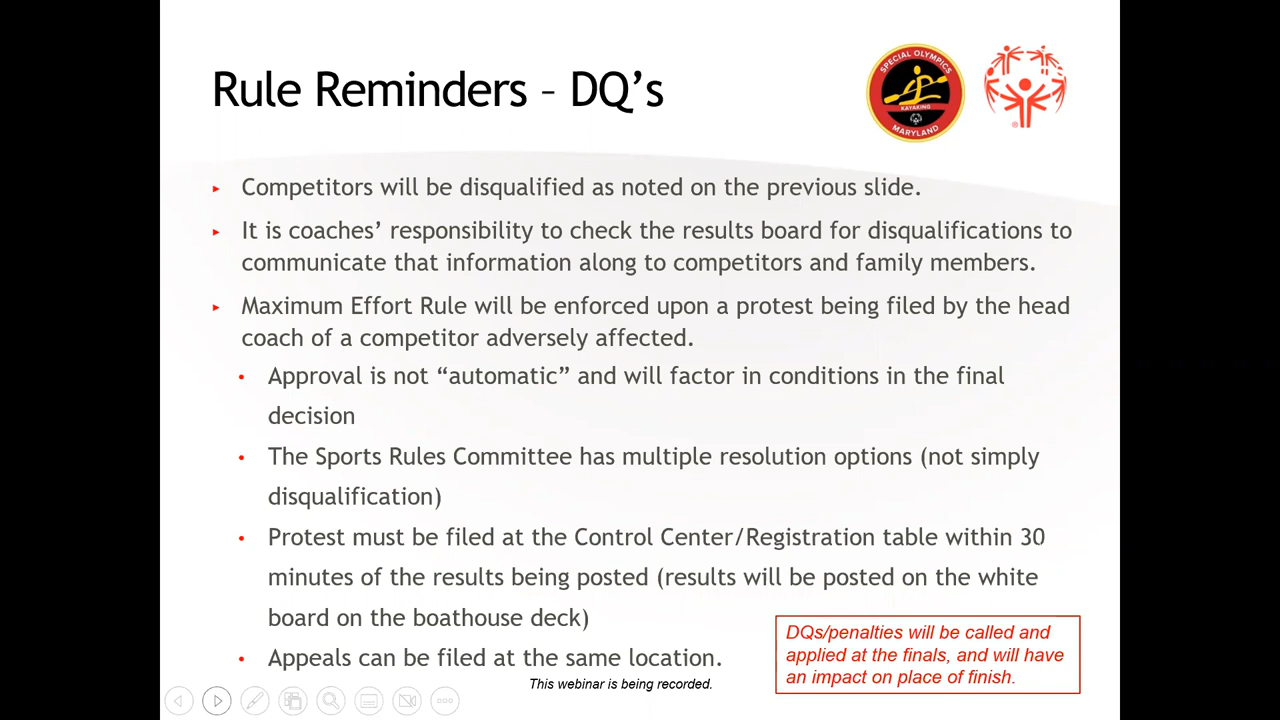 Rule Reminders – DQ’s
SPECIAL OLYMPICS
KAYAKING
MARYLAND
Competitors will be disqualified as noted on the previous slide.
It is coaches’ responsibility to check the results board for disqualifications to
communicate that information along to competitors and family members.
Maximum Effort Rule will be enforced upon a protest being filed by the head
coach of a competitor adversely affected.
Approval is not “automatic” and will factor in conditions in the final
decision
The Sports Rules Committee has multiple resolution options (not simply
disqualification)
Protest must be filed at the Control Center/Registration table within 30
minutes of the results being posted (results will be posted on the white
board on the boathouse deck)
Appeals can be filed at the same location.
DQs/penalties will be called and
applied at the finals, and will have
an impact on place of finish.
This webinar is being recorded.